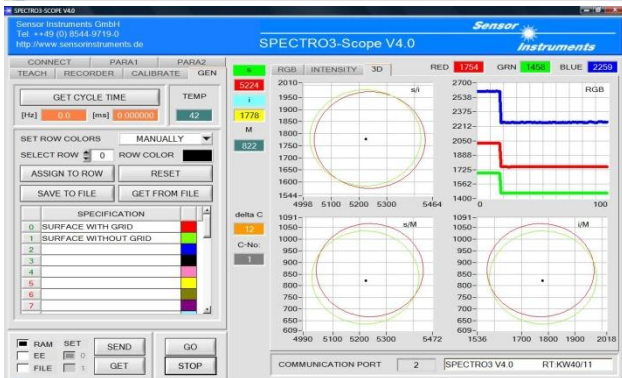 SPECTRO3-SCOPE V4.0
Sensor Instruments GmbH
Tel. ++49 (0) 8544-9719-0
http://www.sensorinstruments.de
SPECTRO3-Scope V4.0
Sensor
Instruments
CONNECT PARA1 PARA2
TEACH RECORDER CALIBRATE GEN
GET CYCLE TIME
[Hz] 0.0 [ms] 0.000000
TEMP
42
SET ROW COLORS MANUALLY
SELECT ROW 0 ROW COLOR
ASSIGN TO ROW RESET
SAVE TO FILE GET FROM FILE
SPECIFICATION
0 SURFACE WITH GRID
1 SURFACE WITHOUT GRID
2
3
4
5
6
7
RAM SET SEND GO
EE 0
FILE 1 GET STOP
s
5224
i
1778
M
822
delta C
12
C-No:
1
RGB INTENSITY 3D
RED 1754 GRN 1458 BLUE 2259
s/i
2010
1950
1900
1850
1800
1750
1700
1650
1600
1544
4998 5100 5200 5300 5464
RGB
2700
2538
2375
2212
2050
1888
1725
1562
1400
0 100
s/M
1091
1050
1000
950
900
850
800
750
700
650
609
4990 5100 5200 5300 5472
i/M
1091
1050
1000
950
900
850
800
750
700
650
609
1536 1700 1800 1900 2018
COMMUNICATION PORT 2 SPECTRO3 V4.0 RT:KW40/11